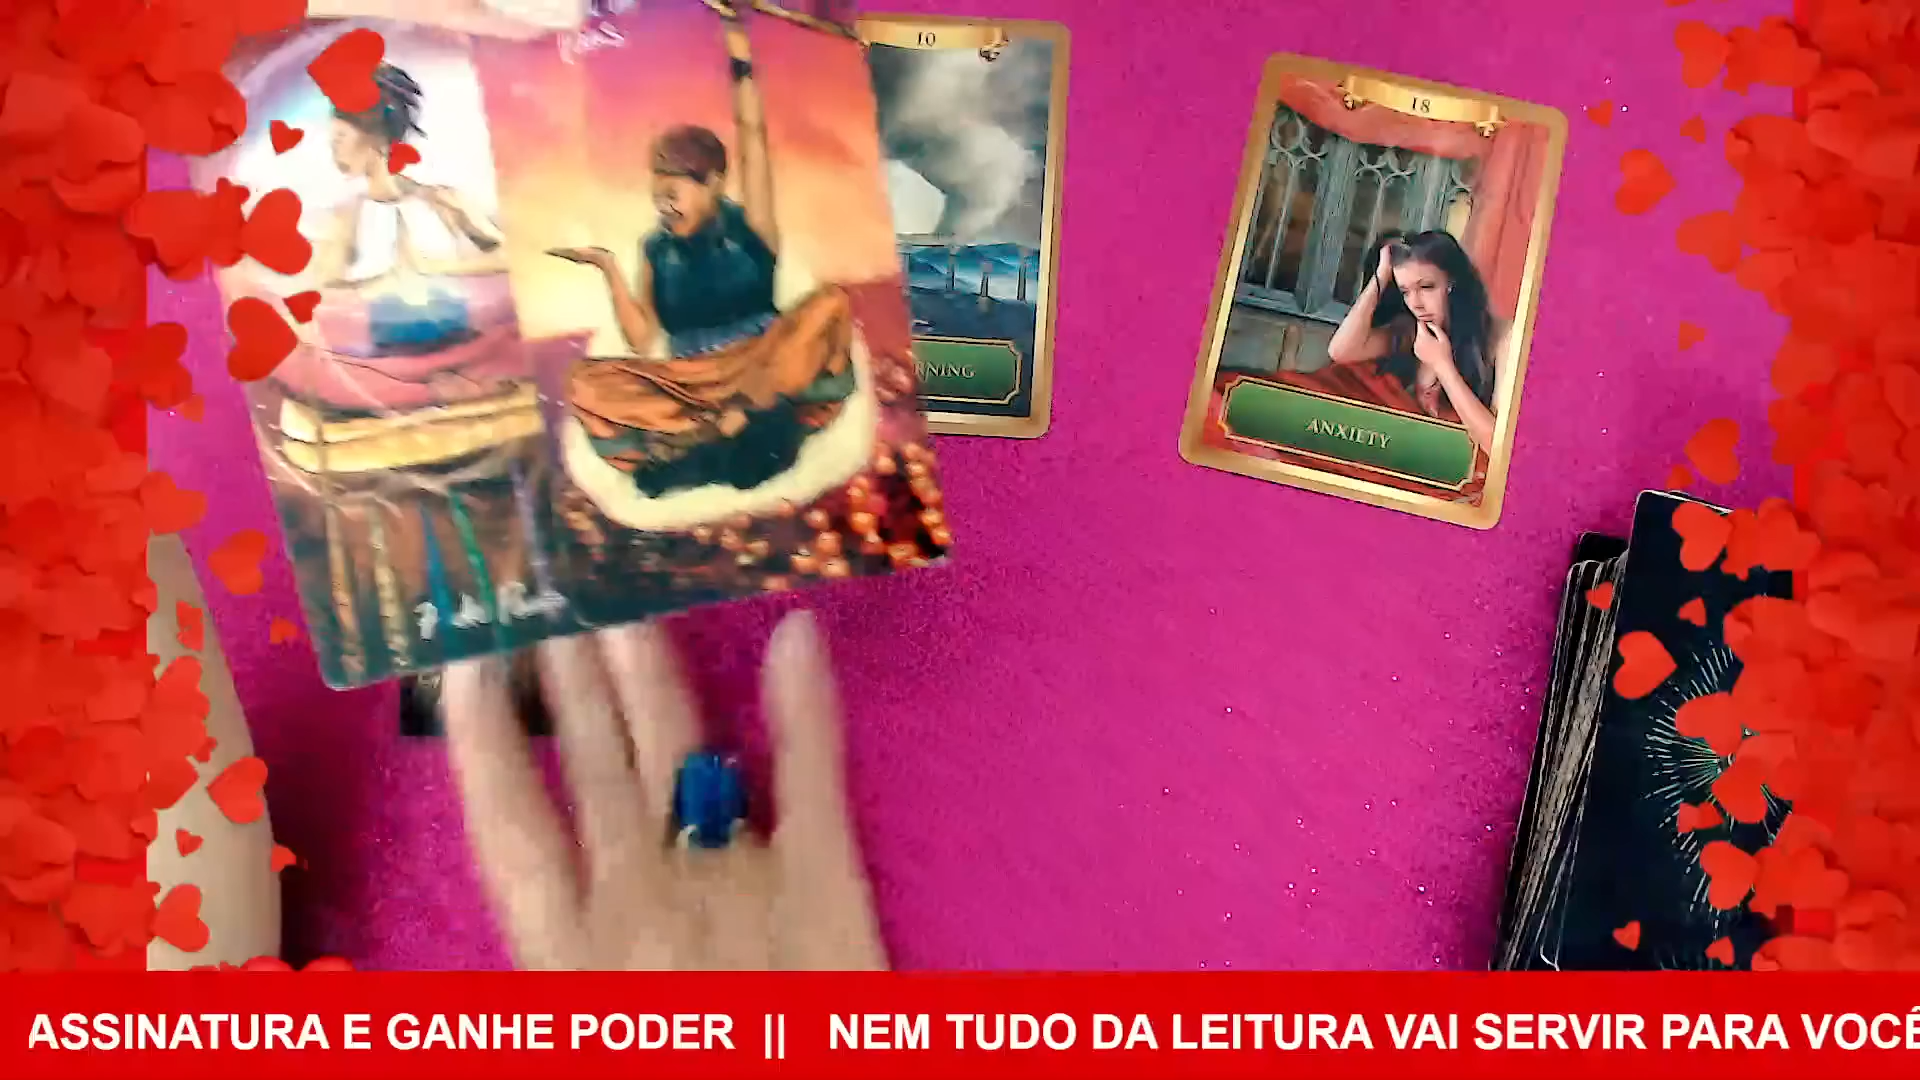 10
18
RNING
ANXIETY
ASSINATURA E GANHE PODER || NEM TUDO DA LEITURA VAI SERVIR PARA VOCÊ